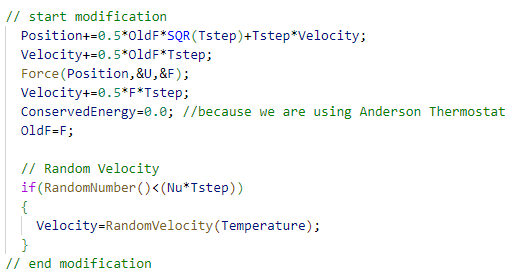 // start modification
Position+=0.5*OldF*SQR(Tstep)+Tstep*Velocity;
Velocity+=0.5*OldF*Tstep;
Force(Position,&U,&F);
Velocity+=0.5*F*Tstep;
ConservedEnergy=0.0; //because we are using Anderson Thermostat
OldF=F;

// Random Velocity
if(RandomNumber()<(Nu*Tstep))
{
Velocity=RandomVelocity(Temperature);
}
// end modification